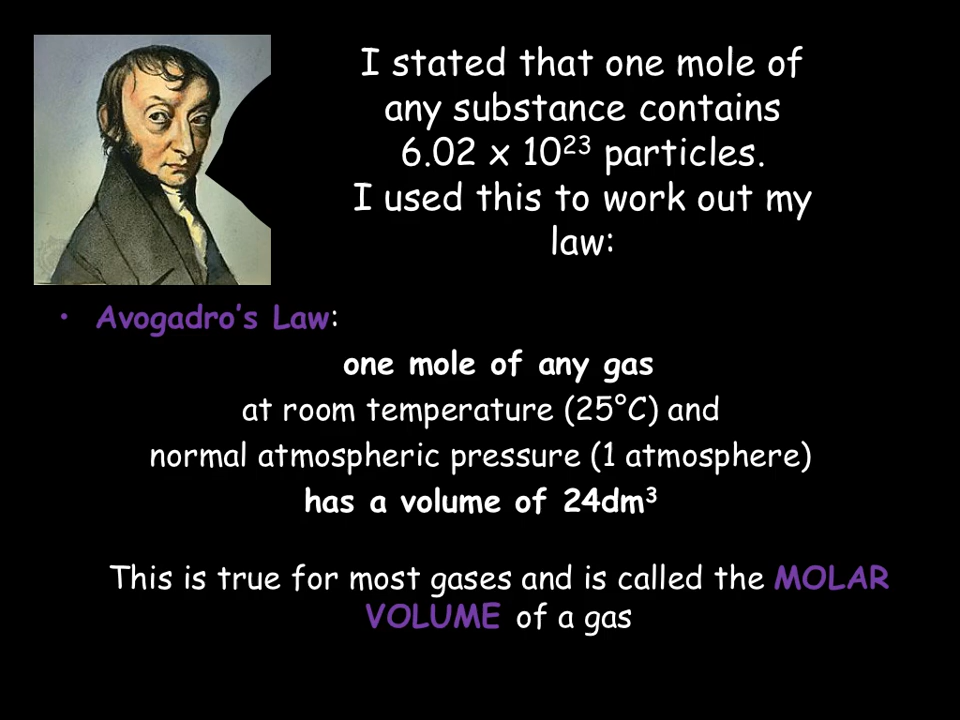 I stated that one mole of
any substance contains
6.02 x 10²³ particles.
I used this to work out my
law:
• Avogadro’s Law:
one mole of any gas
at room temperature (25°C) and
normal atmospheric pressure (1 atmosphere)
has a volume of 24dm³
This is true for most gases and is called the MOLAR
VOLUME of a gas